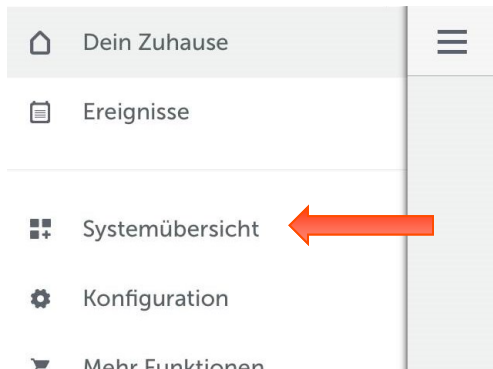 Dein Zuhause
Ereignisse
Systemübersicht
Konfiguration
Mehr Funktionen